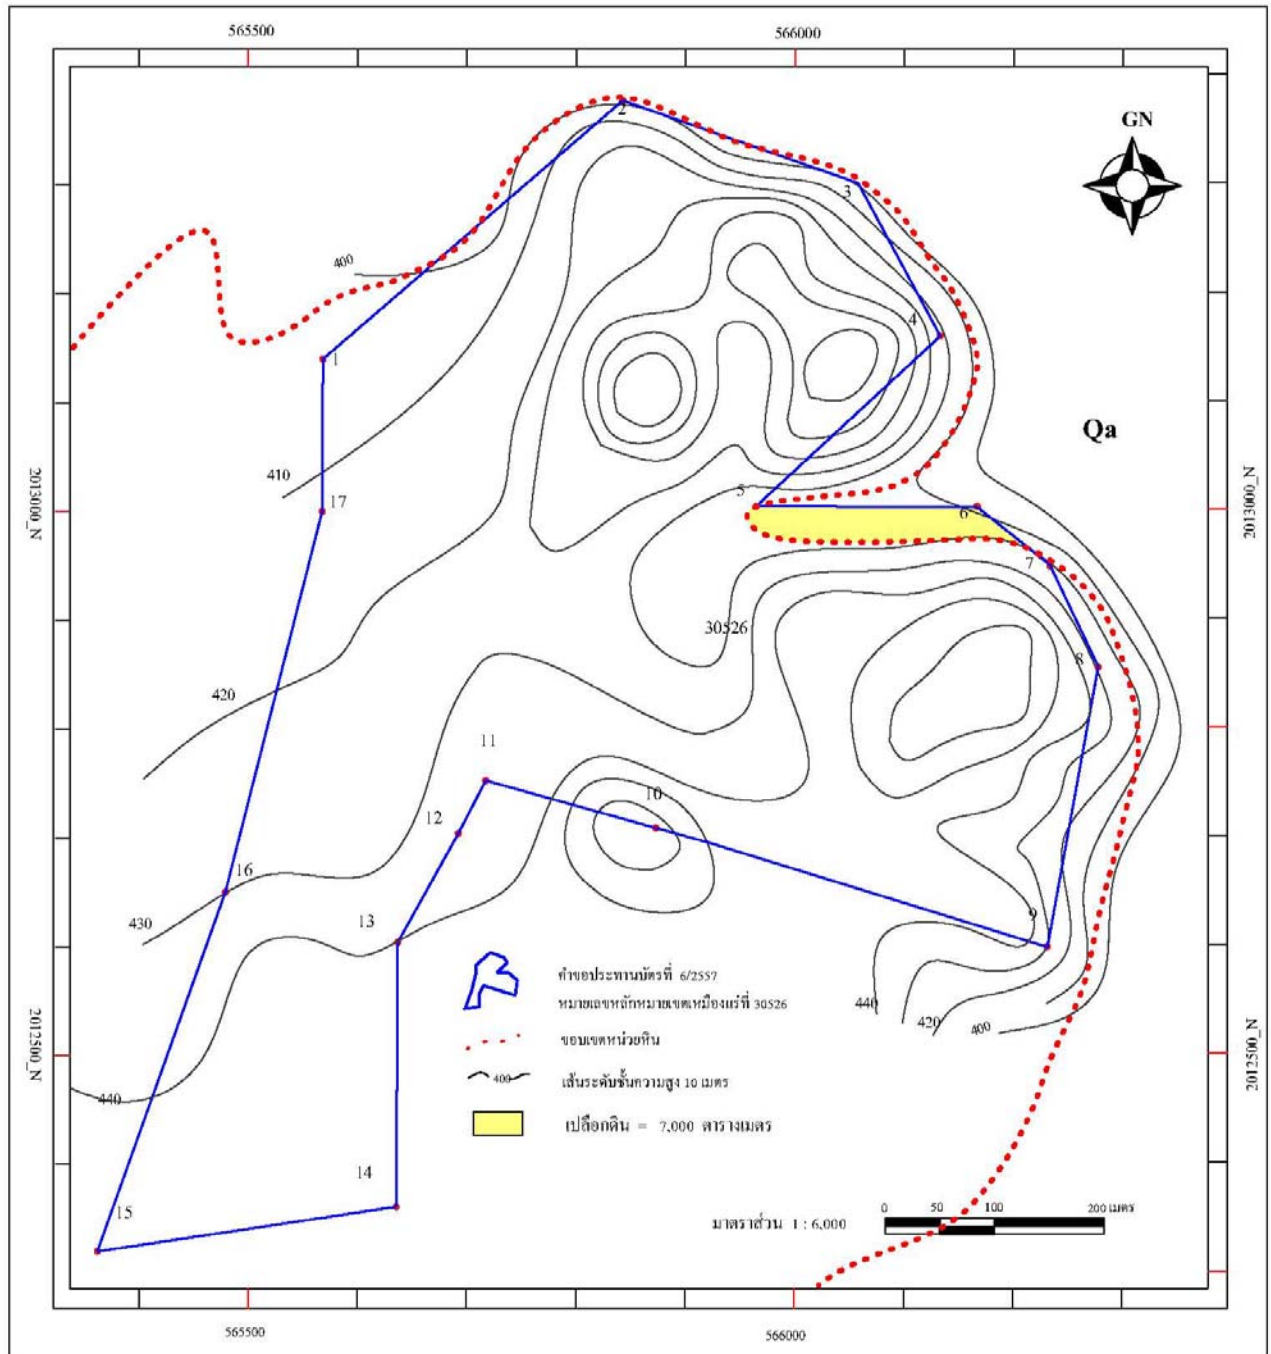 565500
566000
GN
2
3
400
4
1
Qa
410
5
17
6
2013000_N
2013000_N
7
30526
8
420
11
10
12
16
9
13
430
คำขอประทานบัตรที่ 6/2557
หมายเลขหลักหมายเขตเหมืองแร่ที่ 30526
440
420
400
ขอบเขตหน่วยหิน
2012500_N
2012500_N
400
เส้นระดับชั้นความสูง 10 เมตร
440
เปลือกดิน = 7,000 ตารางเมตร
14
15
มาตราส่วน 1 : 6,000
0 50 100 200 เมตร
565500
566000